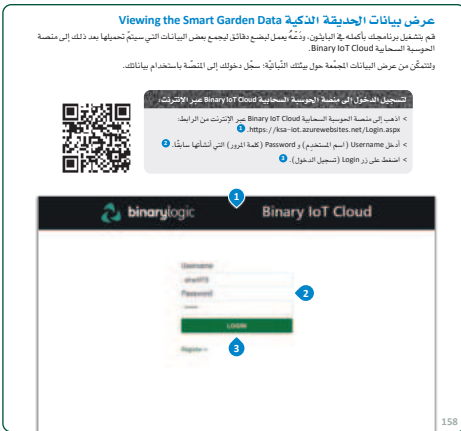 عرض بيانات الحديقة الذكية Viewing the Smart Garden Data
قم بتشغيل برنامجك بأكمله في البايثون، ودَعْهُ يعمل لبضع دقائق ليجمع بعض البيانات التي سيتمّ تحميلها بعد ذلك إلى منصة
الحوسبة السحابية Binary IoT Cloud.
ولتتمكّن من عرض البيانات المجمّعة حول بيئتك النَّباتيَّة؛ سجّل دخولك إلى المنصّة باستخدام بياناتك.
لتسجيل الدخول إلى منصة الحوسبة السحابية Binary IoT Cloud عبر الإنترنت:
> اذهب إلى منصة الحوسبة السحابية Binary IoT Cloud عبر الإنترنت من الرابط:
https://ksa-iot.azurewebsites.net/Login.aspx. 1
> أدخل Username (اسم المستخدِم) و Password (كلمة المرور) التي أنشأتها سابقًا. 2
> اضغط على زر Login (تسجيل الدخول). 3
1
binarylogic Binary IoT Cloud
Username
Password
2
LOGIN
Register
3
158